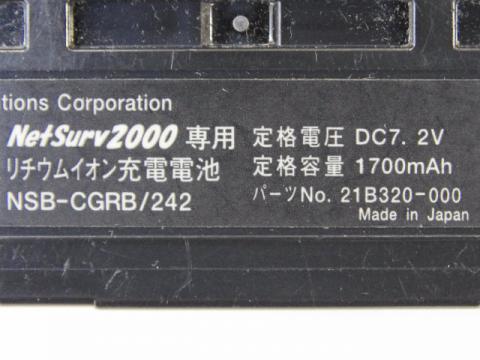 tions Corporation
NetSurv2000 専用 定格電圧 DC7. 2V
リチウムイオン充電電池 定格容量 1700mAh
NSB-CGRB/242 パーツNo. 21B320-000
Made in Japan